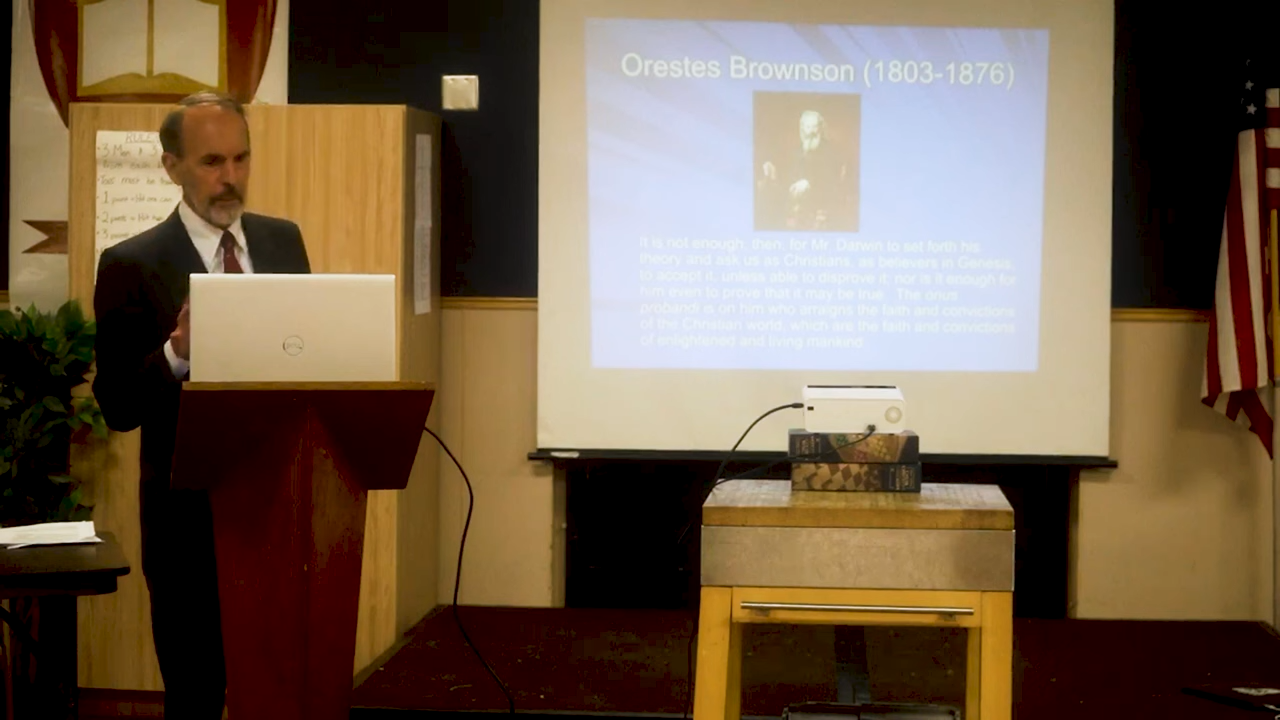 Orestes Brownson (1803-1876)
It is not enough, then, for Mr. Darwin to set forth his
theory and ask us as Christians, as believers in Genesis,
to accept it, unless able to disprove it; nor is it enough for
him even to prove that it may be true. The onus
probandi is on him who arraigns the faith and convictions
of the Christian world, which are the faith and convictions
of enlightened and living mankind.
RULES
DELL